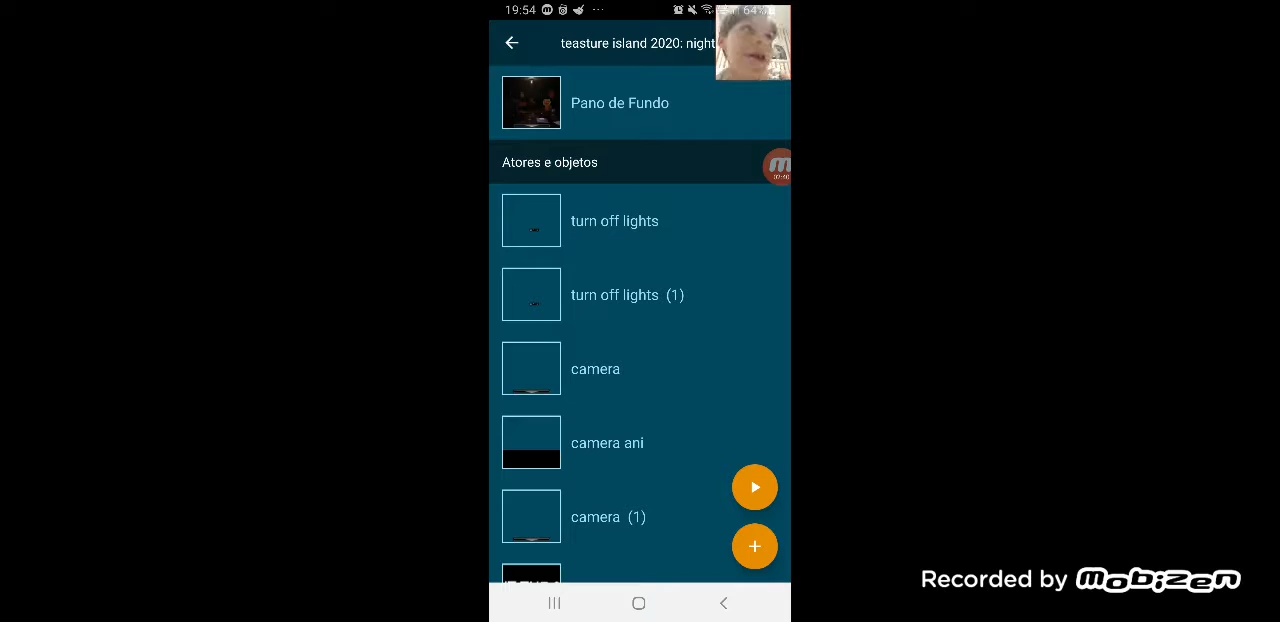 19:54
64%
teasture island 2020: night
Pano de Fundo
Atores e objetos
turn off lights
turn off lights (1)
camera
camera ani
camera (1)
Recorded by mobizen